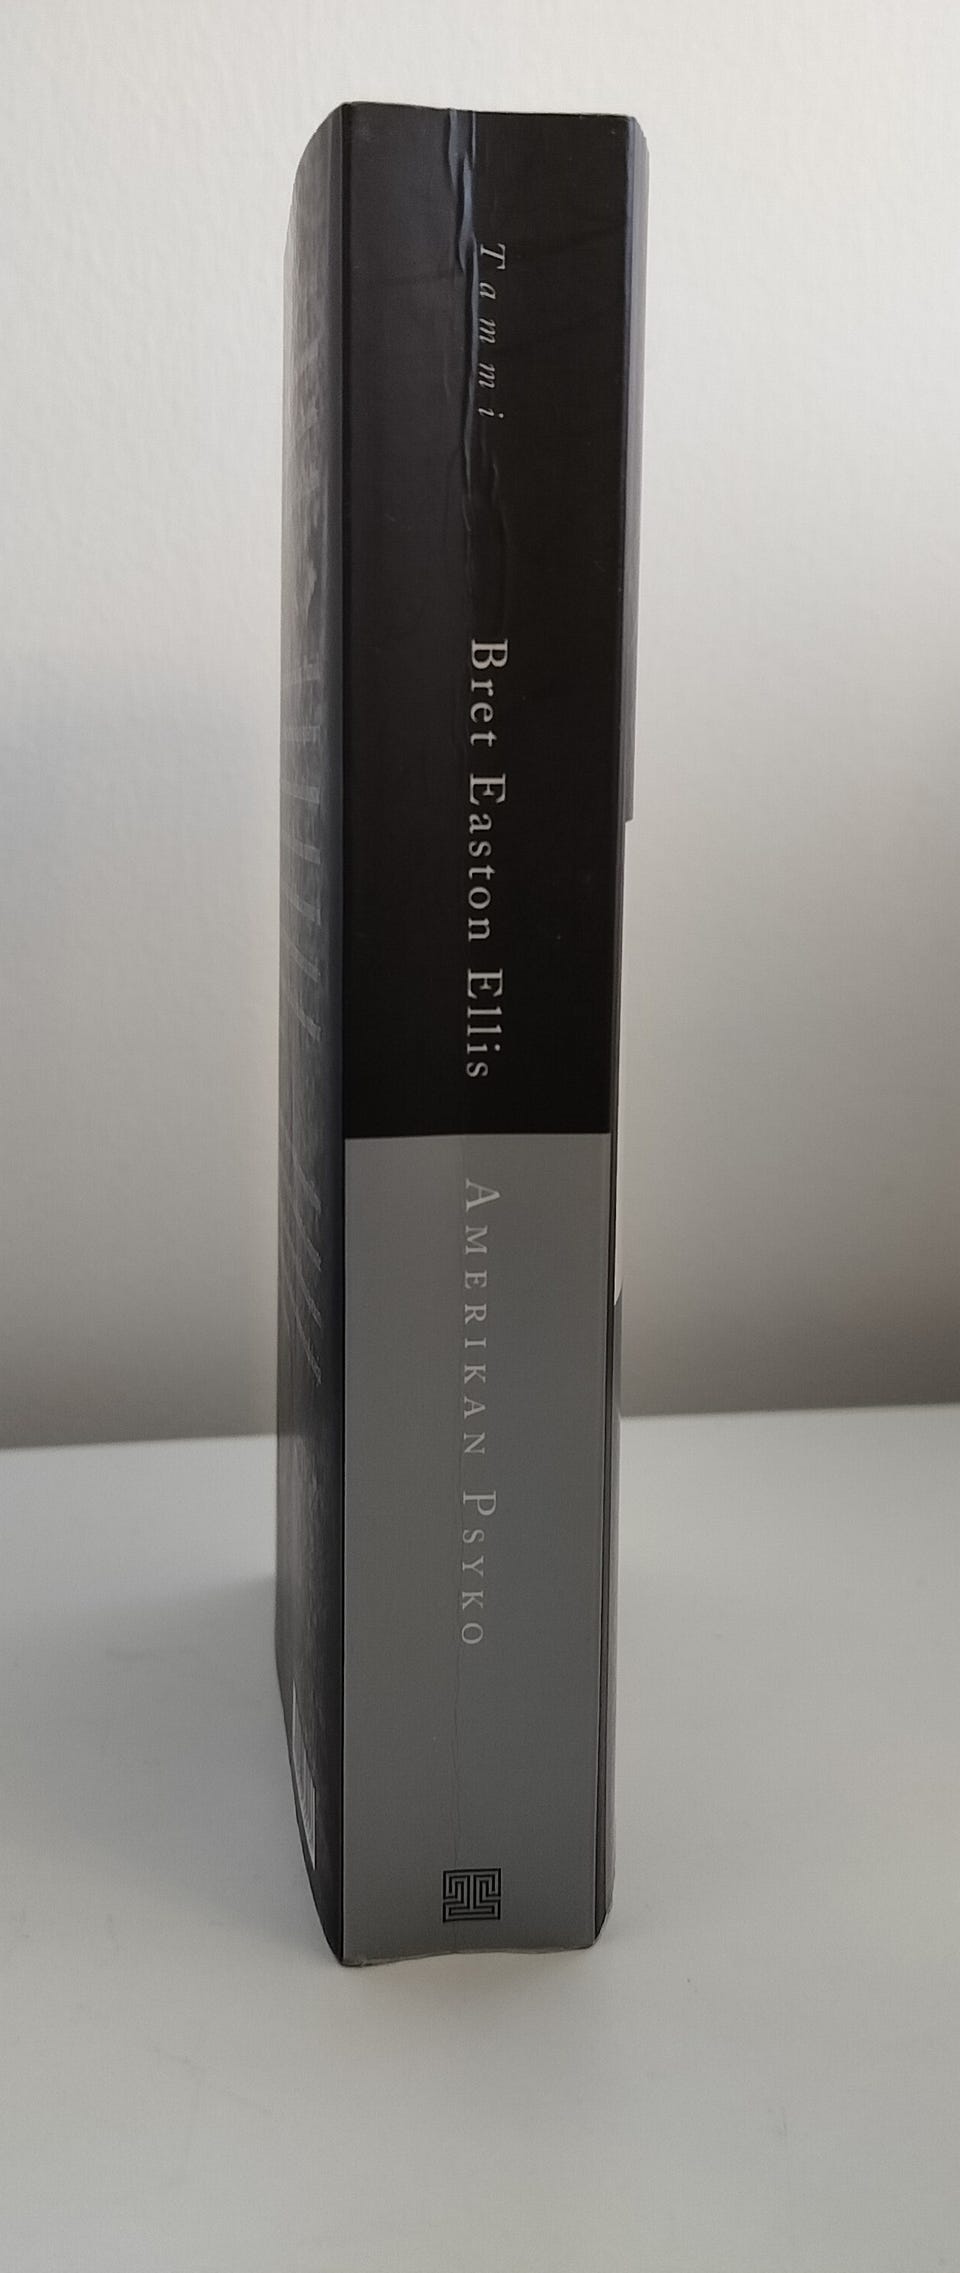 Tammi
Bret Easton Ellis
AMERIKAN PSYKO